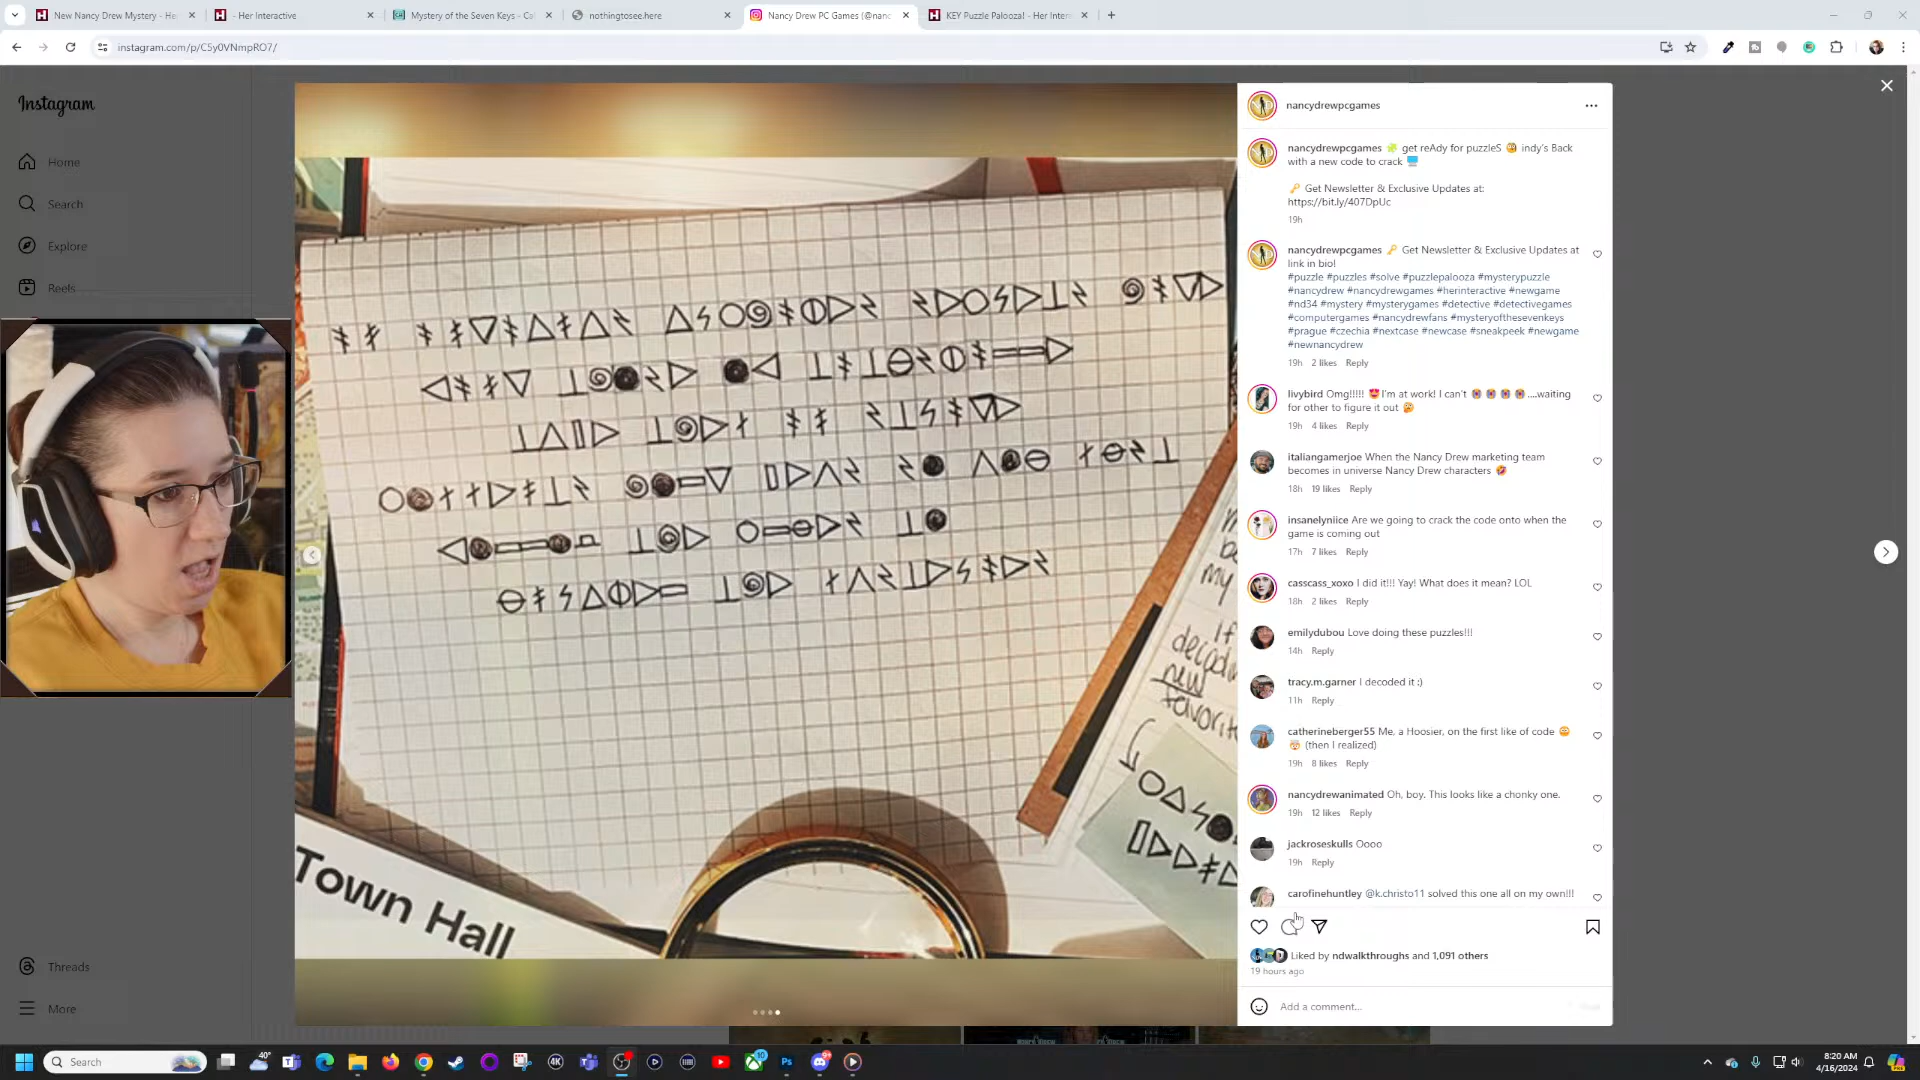 New Nancy Drew Mystery - Her
- Her Interactive
Mystery of the Seven Keys - Ca
nothingtosee.here
Nancy Drew PC Games (@nanc
KEY Puzzle Palooza! - Her Inter
instagram.com/p/C5y0VNmpRO7/
Instagram
Home
Search
Explore
Reels
Threads
More
Town Hall
my
If
decodin
new
favorit
nancydrewpcgames
nancydrewpcgames 🧩 get reAdy for puzzleS indy's Back
with a new code to crack 🖥️
🔑 Get Newsletter & Exclusive Updates at:
https://bit.ly/407DpUc
19h
nancydrewpcgames 🔑 Get Newsletter & Exclusive Updates at
link in bio!
#puzzle #puzzles #solve #puzzlepalooza #mysterypuzzle
#nancydrew #nancydrewgames #herinteractive #newgame
#nd34 #mystery #mysterygames #detective #detectivegames
#computergames #nancydrewfans #mysteryofthesevenkeys
#prague #czechia #nextcase #newcase #sneakpeek #newgame
#newnancydrew
19h 2 likes Reply
livybird Omg!!!!! 😍I'm at work! I can't 😭😭😭😭....waiting
for other to figure it out 🤔
19h 4 likes Reply
italiangamerjoe When the Nancy Drew marketing team
becomes in universe Nancy Drew characters 🤣
18h 19 likes Reply
insanelyniice Are we going to crack the code onto when the
game is coming out
17h 7 likes Reply
casscass_xoxo I did it!!! Yay! What does it mean? LOL
18h 2 likes Reply
emilydubou Love doing these puzzles!!!
14h Reply
tracy.m.garner I decoded it :)
11h Reply
catherineberger55 Me, a Hoosier, on the first like of code 😳
🤯 (then I realized)
19h 8 likes Reply
nancydrewanimated Oh, boy. This looks like a chonky one.
19h 12 likes Reply
jackroseskulls Oooo
19h Reply
carofinehuntley @k.christo11 solved this one all on my own!!!
Liked by ndwalkthroughs and 1,091 others
19 hours ago
Add a comment...
Search
40°
8:20 AM
4/16/2024